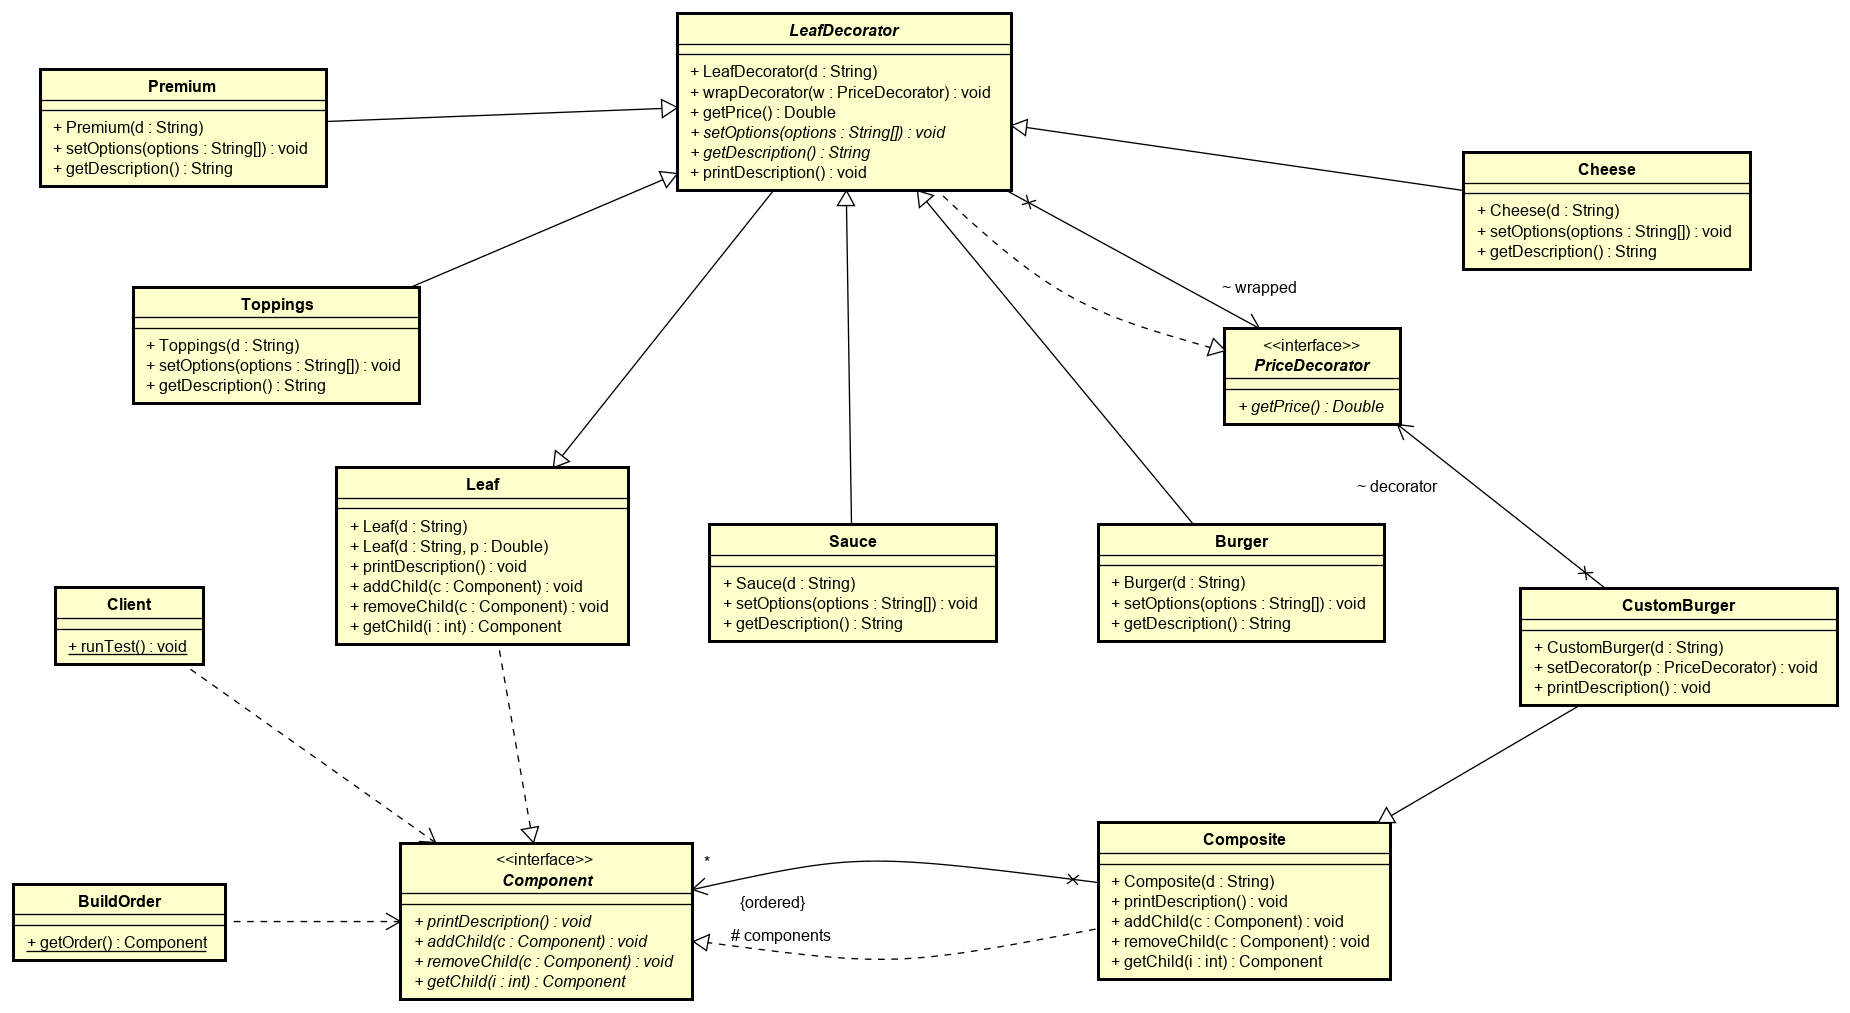 LeafDecorator
+ LeafDecorator(d : String)
+ wrapDecorator(w : PriceDecorator) : void
+ getPrice() : Double
+ setOptions(options : String[]) : void
+ getDescription() : String
+ printDescription() : void
Premium
+ Premium(d : String)
+ setOptions(options : String[]) : void
+ getDescription() : String
Cheese
+ Cheese(d : String)
+ setOptions(options : String[]) : void
+ getDescription() : String
Toppings
+ Toppings(d : String)
+ setOptions(options : String[]) : void
+ getDescription() : String
~ wrapped
<<interface>>
PriceDecorator
+ getPrice() : Double
~ decorator
Leaf
+ Leaf(d : String)
+ Leaf(d : String, p : Double)
+ printDescription() : void
+ addChild(c : Component) : void
+ removeChild(c : Component) : void
+ getChild(i : int) : Component
Sauce
+ Sauce(d : String)
+ setOptions(options : String[]) : void
+ getDescription() : String
Burger
+ Burger(d : String)
+ setOptions(options : String[]) : void
+ getDescription() : String
Client
+ runTest() : void
CustomBurger
+ CustomBurger(d : String)
+ setDecorator(p : PriceDecorator) : void
+ printDescription() : void
BuildOrder
+ getOrder() : Component
<<interface>>
Component
+ printDescription() : void
+ addChild(c : Component) : void
+ removeChild(c : Component) : void
+ getChild(i : int) : Component
*
{ordered}
# components
Composite
+ Composite(d : String)
+ printDescription() : void
+ addChild(c : Component) : void
+ removeChild(c : Component) : void
+ getChild(i : int) : Component